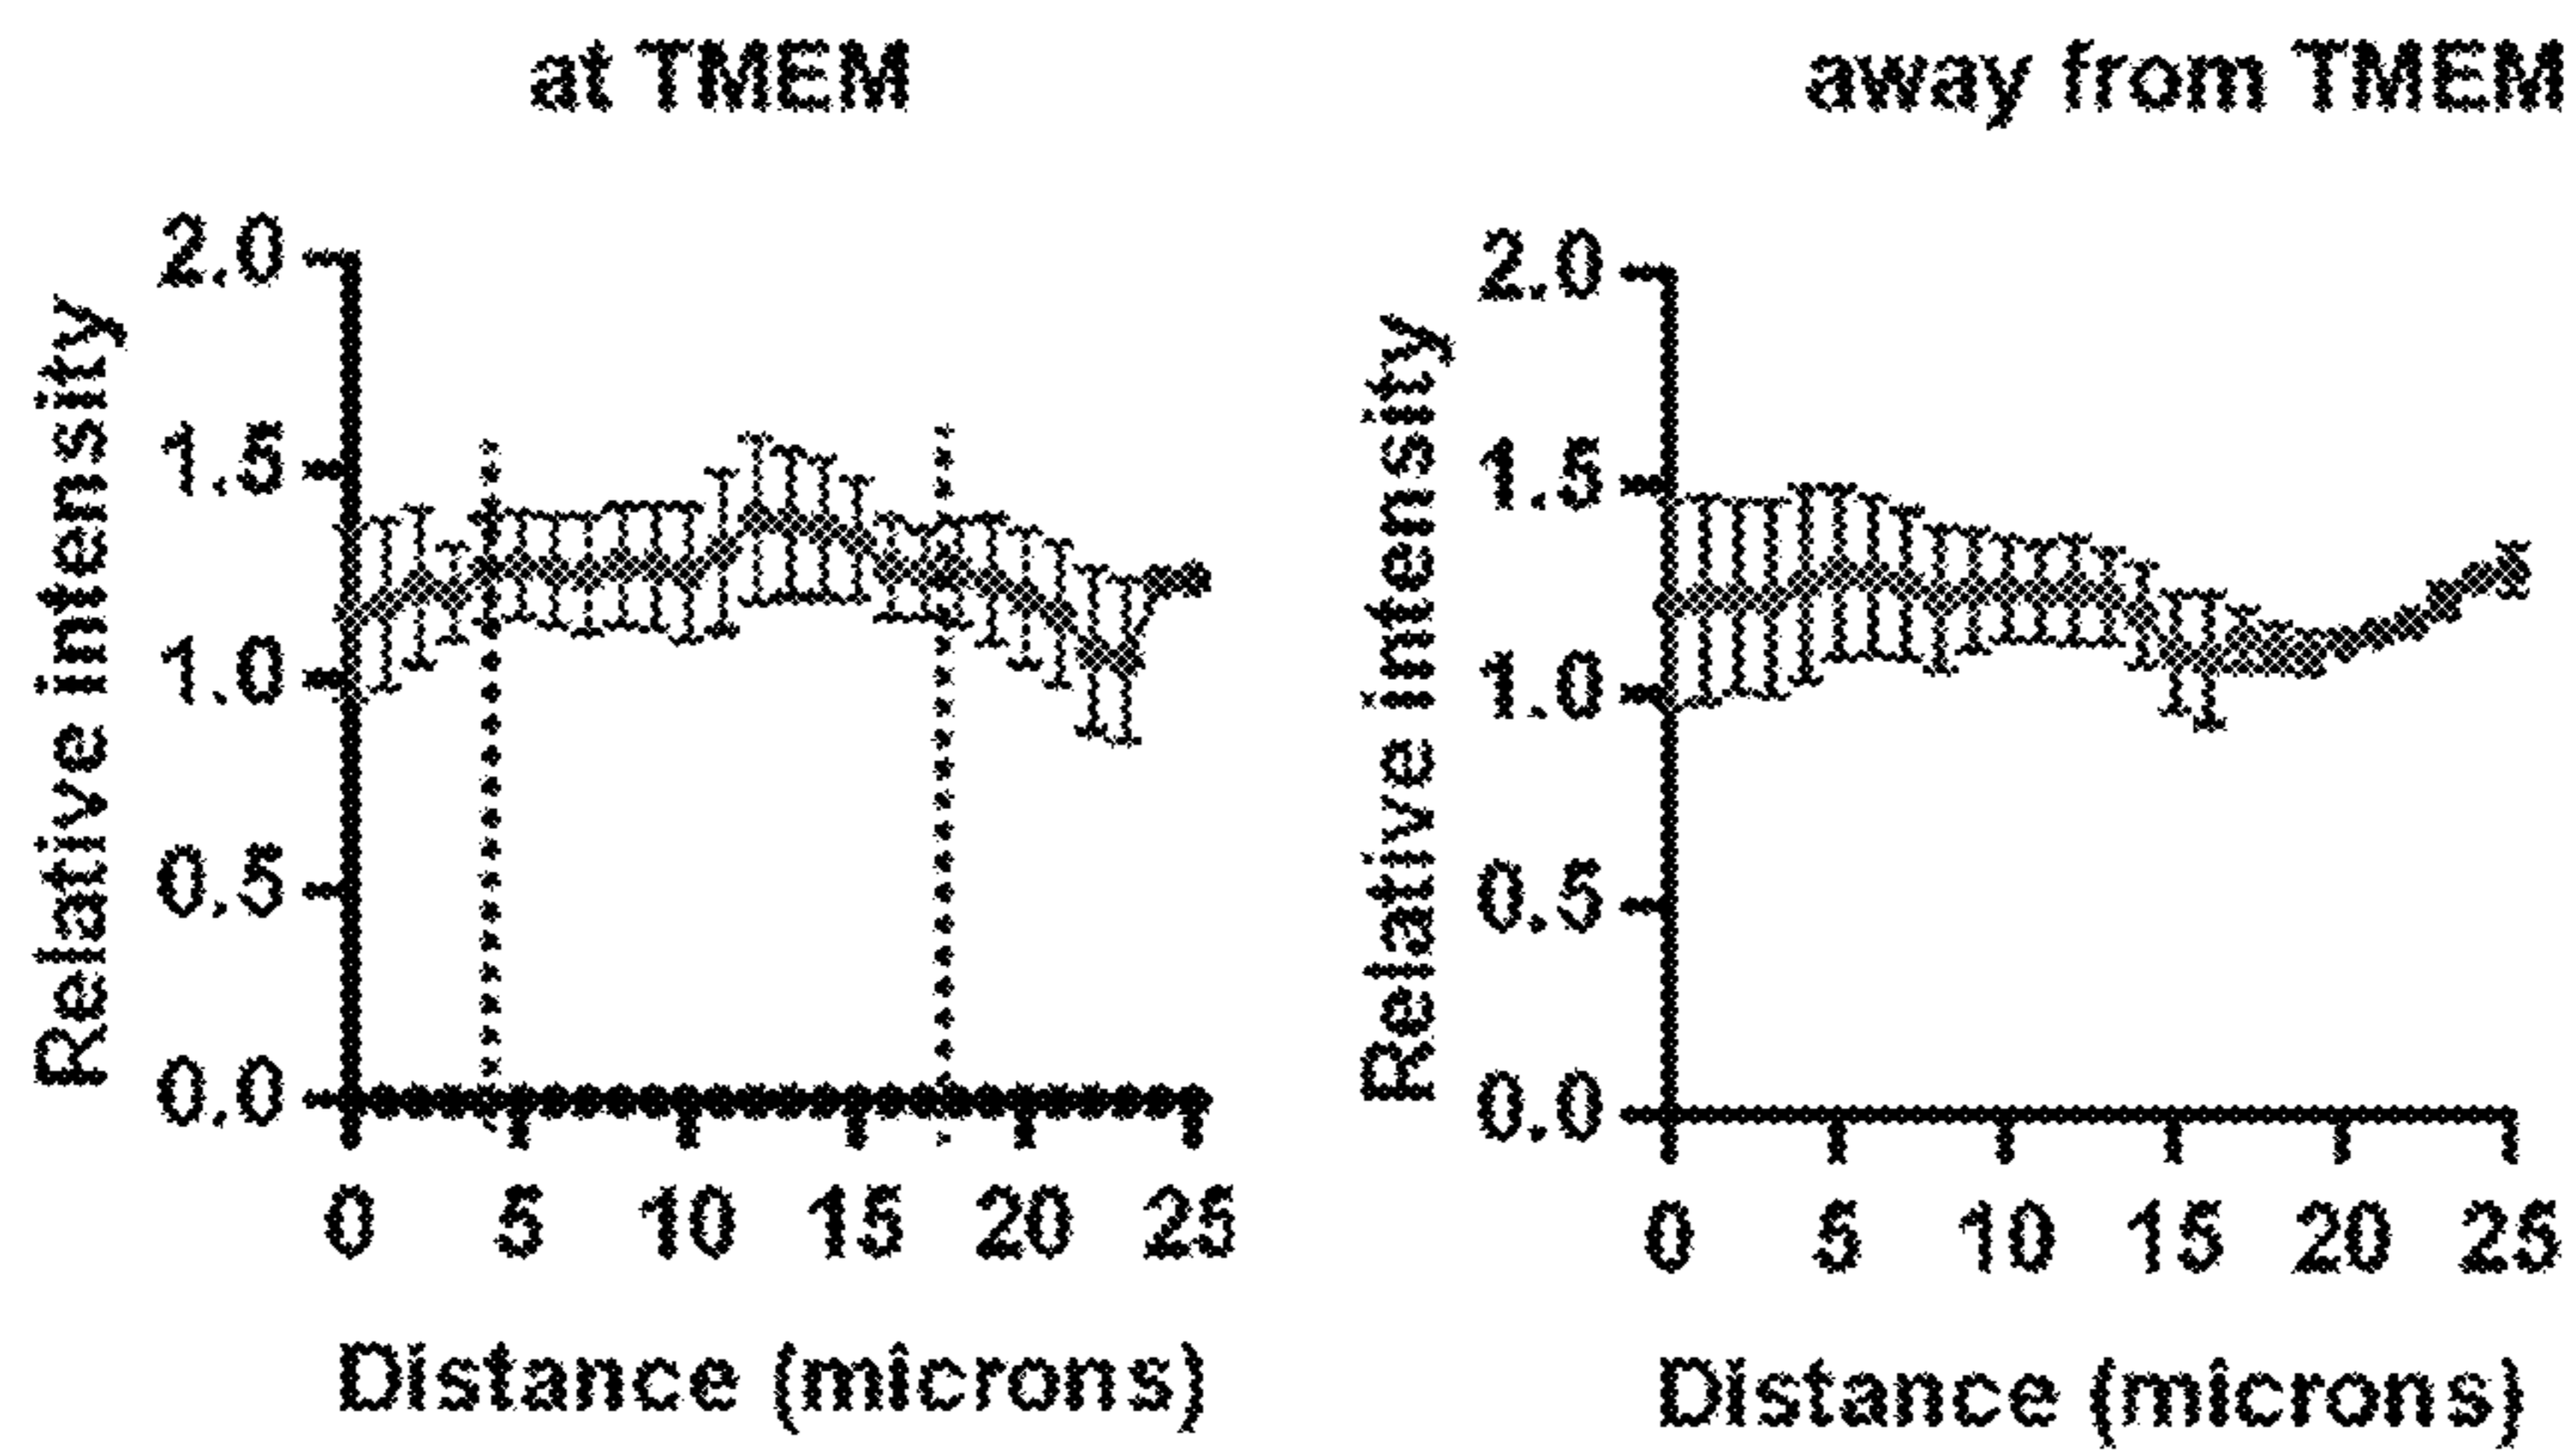 at TMEM
Relative intensity
2.0
1.5
1.0
0.5
0.0
0 5 10 15 20 25
Distance (microns)
away from TMEM
Relative intensity
2.0
1.5
1.0
0.5
0.0
0 5 10 15 20 25
Distance (microns)